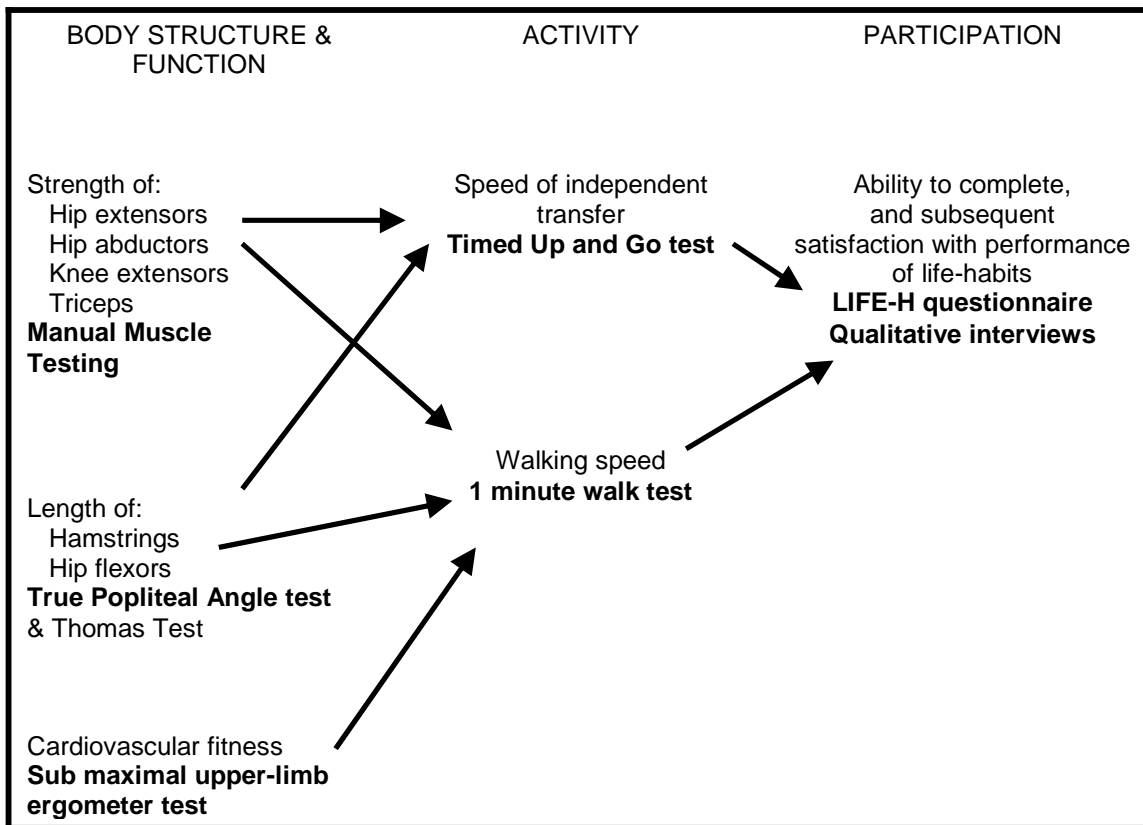 BODY STRUCTURE &
FUNCTION
ACTIVITY
PARTICIPATION
Strength of:
Hip extensors
Hip abductors
Knee extensors
Triceps
Manual Muscle
Testing
Speed of independent
transfer
Timed Up and Go test
Ability to complete,
and subsequent
satisfaction with performance
of life-habits
LIFE-H questionnaire
Qualitative interviews
Walking speed
1 minute walk test
Length of:
Hamstrings
Hip flexors
True Popliteal Angle test
& Thomas Test
Cardiovascular fitness
Sub maximal upper-limb
ergometer test